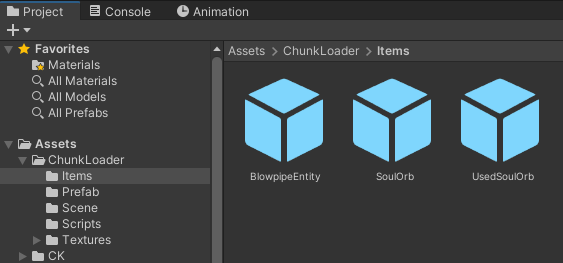 Project Console Animation
+
Favorites
Materials
All Materials
All Models
All Prefabs
Assets
ChunkLoader
Items
Prefab
Scene
Scripts
Textures
CK
Assets > ChunkLoader > Items
BlowpipeEntity SoulOrb UsedSoulOrb